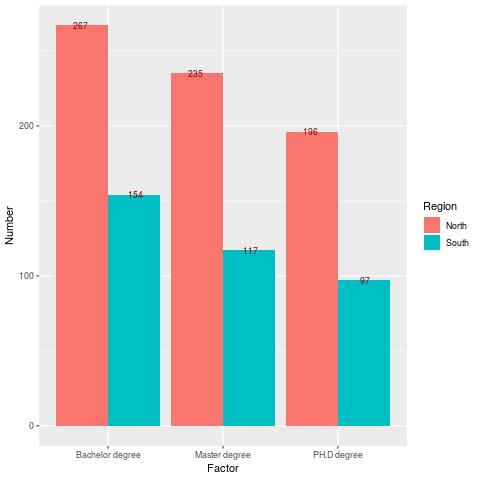 267
235
196
154
117
97
200
100
0
Number
Bachelor degree
Master degree
PH.D degree
Factor
Region
North
South